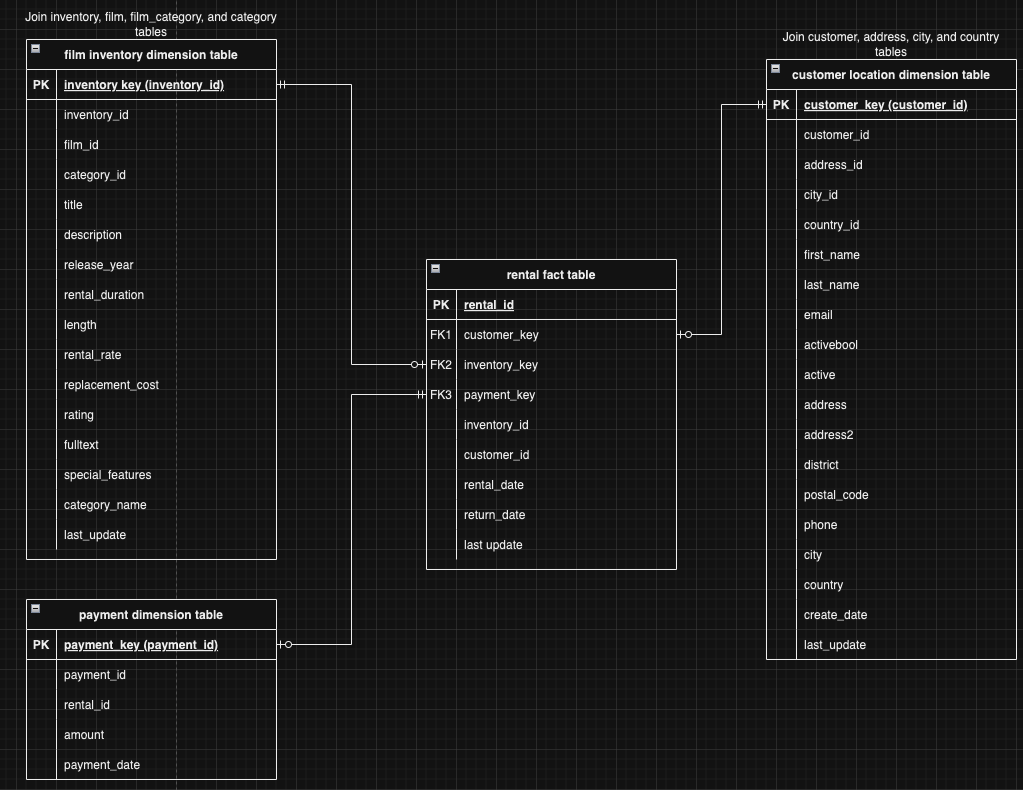 Join inventory, film, film_category, and category
tables
film inventory dimension table
PK inventory key (inventory_id)
inventory_id
film_id
category_id
title
description
release_year
rental_duration
length
rental_rate
replacement_cost
rating
fulltext
special_features
category_name
last_update
payment dimension table
PK payment_key (payment_id)
payment_id
rental_id
amount
payment_date
rental fact table
PK rental_id
FK1 customer_key
FK2 inventory_key
FK3 payment_key
inventory_id
customer_id
rental_date
return_date
last update
Join customer, address, city, and country
tables
customer location dimension table
PK customer_key (customer_id)
customer_id
address_id
city_id
country_id
first_name
last_name
email
activebool
active
address
address2
district
postal_code
phone
city
country
create_date
last_update